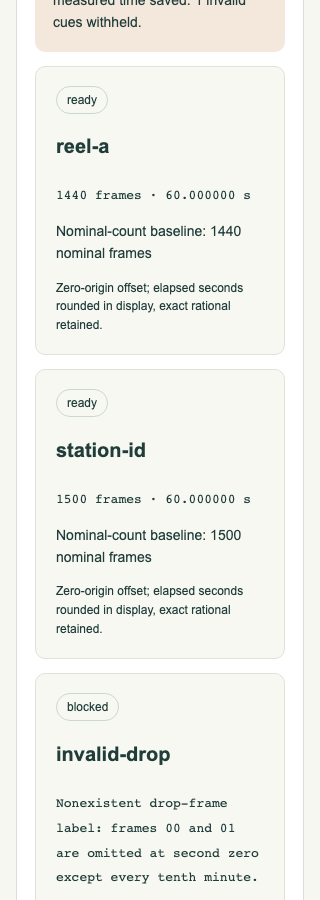 measured time saved. 1 invalid
cues withheld.
ready
reel-a
1440 frames · 60.000000 s
Nominal-count baseline: 1440
nominal frames
Zero-origin offset; elapsed seconds
rounded in display, exact rational
retained.
ready
station-id
1500 frames · 60.000000 s
Nominal-count baseline: 1500
nominal frames
Zero-origin offset; elapsed seconds
rounded in display, exact rational
retained.
blocked
invalid-drop
Nonexistent drop-frame
label: frames 00 and 01
are omitted at second zero
except every tenth minute.